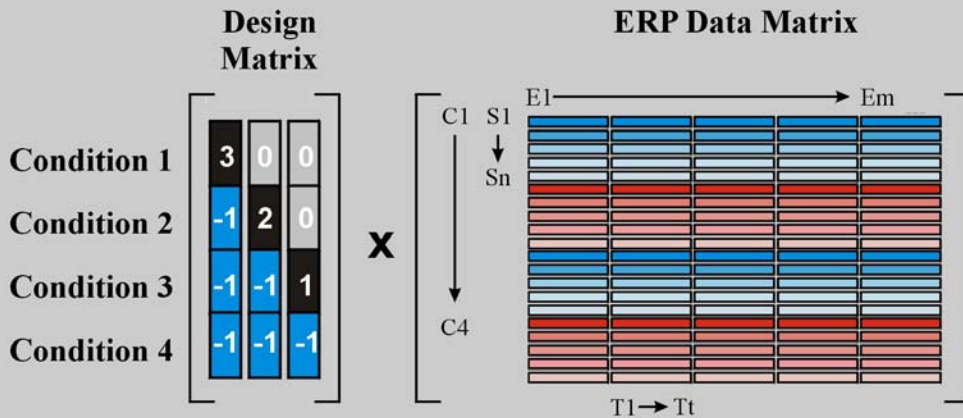 Design
Matrix
ERP Data Matrix
E1 Em
C1 S1
Sn
C4
T1 Tt
Condition 1 3 0 0
Condition 2 -1 2 0
Condition 3 -1 -1 1
Condition 4 -1 -1 -1
X